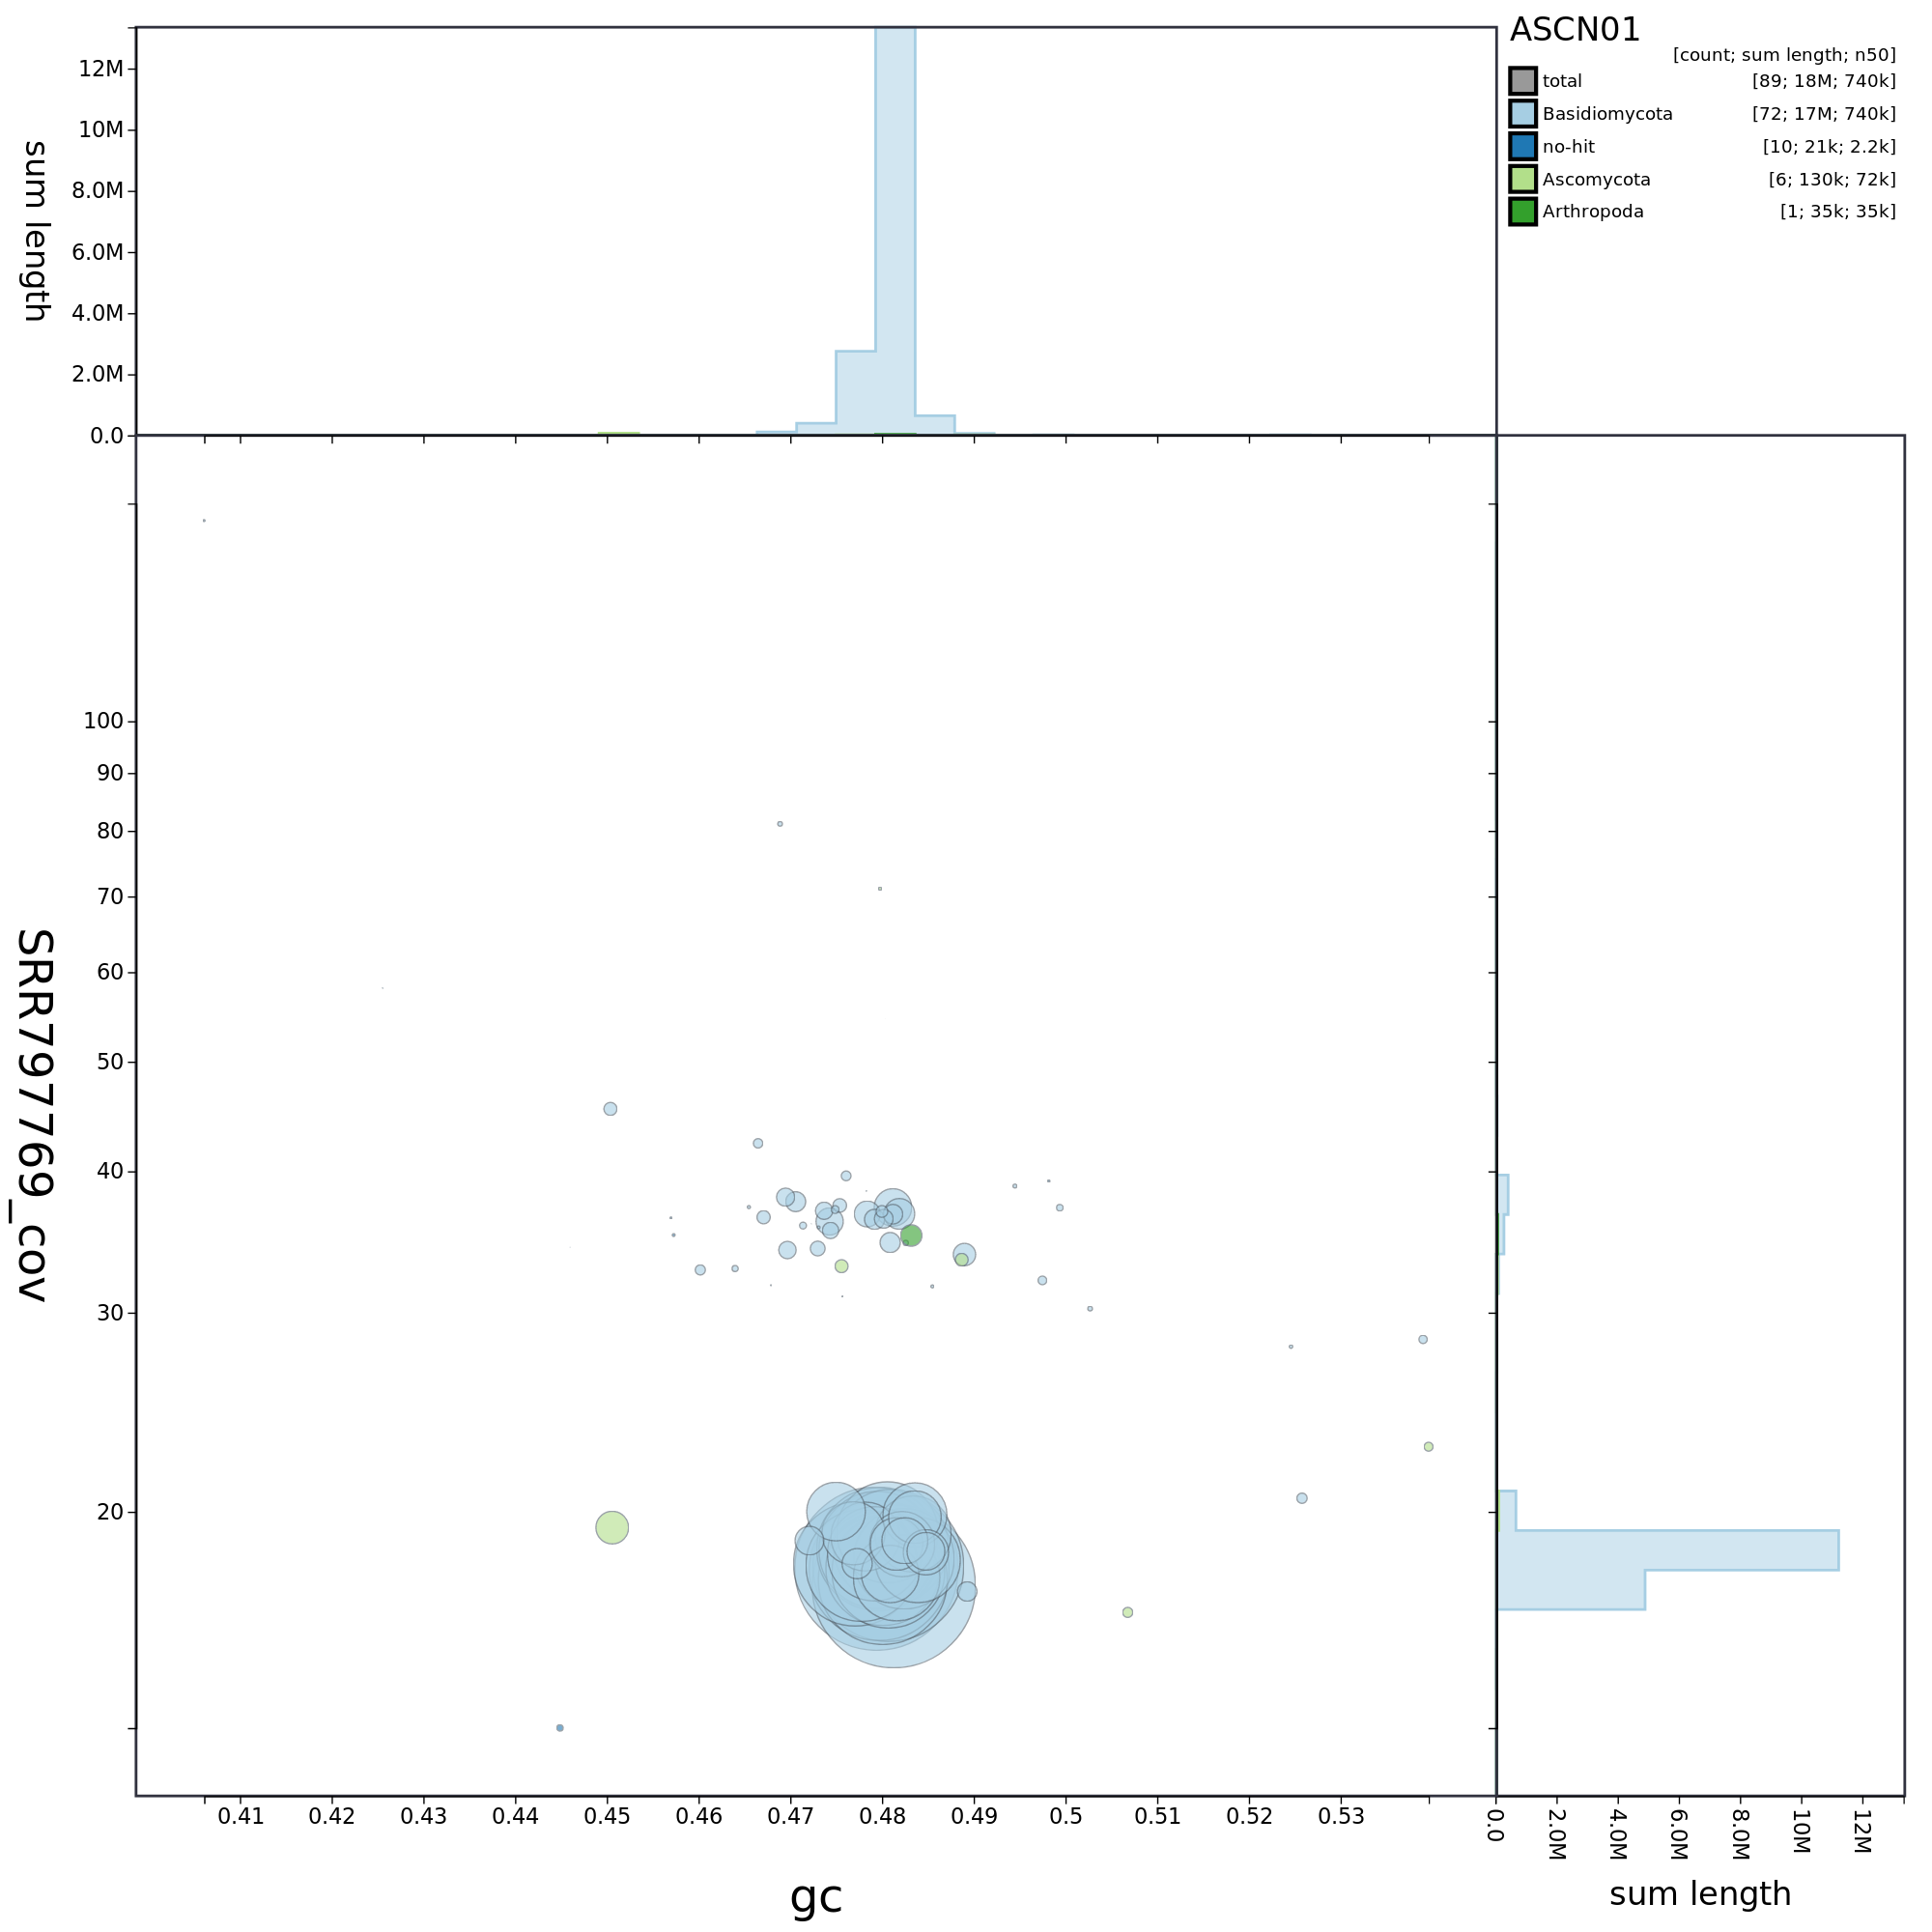 ASCN01
[count; sum length; n50]
total [89; 18M; 740k]
Basidiomycota [72; 17M; 740k]
no-hit [10; 21k; 2.2k]
Ascomycota [6; 130k; 72k]
Arthropoda [1; 35k; 35k]
sum length
12M
10M
8.0M
6.0M
4.0M
2.0M
0.0
SRR797769_cov
100
90
80
70
60
50
40
30
20
0.41 0.42 0.43 0.44 0.45 0.46 0.47 0.48 0.49 0.5 0.51 0.52 0.53
gc
0.0 2.0M 4.0M 6.0M 8.0M 10M 12M
sum length